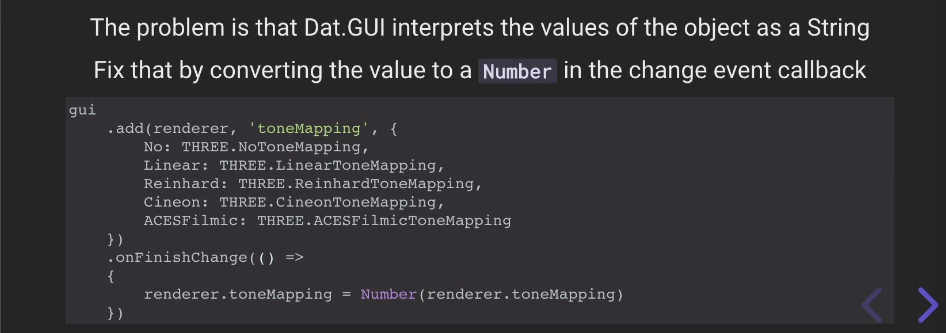 The problem is that Dat.GUI interprets the values of the object as a String
Fix that by converting the value to a Number in the change event callback
gui
    .add(renderer, 'toneMapping', {
        No: THREE.NoToneMapping,
        Linear: THREE.LinearToneMapping,
        Reinhard: THREE.ReinhardToneMapping,
        Cineon: THREE.CineonToneMapping,
        ACESFilmic: THREE.ACESFilmicToneMapping
    })
    .onFinishChange(() =>
    {
        renderer.toneMapping = Number(renderer.toneMapping)
    })